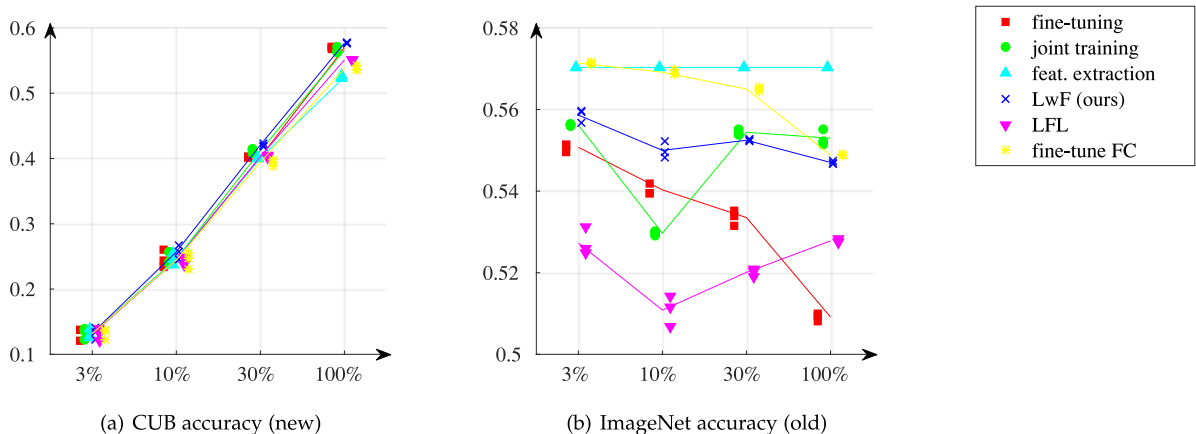 0.6
0.5
0.4
0.3
0.2
0.1
3%
10%
30%
100%
(a) CUB accuracy (new)
0.58
0.56
0.54
0.52
0.5
3%
10%
30%
100%
(b) ImageNet accuracy (old)
fine-tuning
joint training
feat. extraction
LwF (ours)
LFL
fine-tune FC